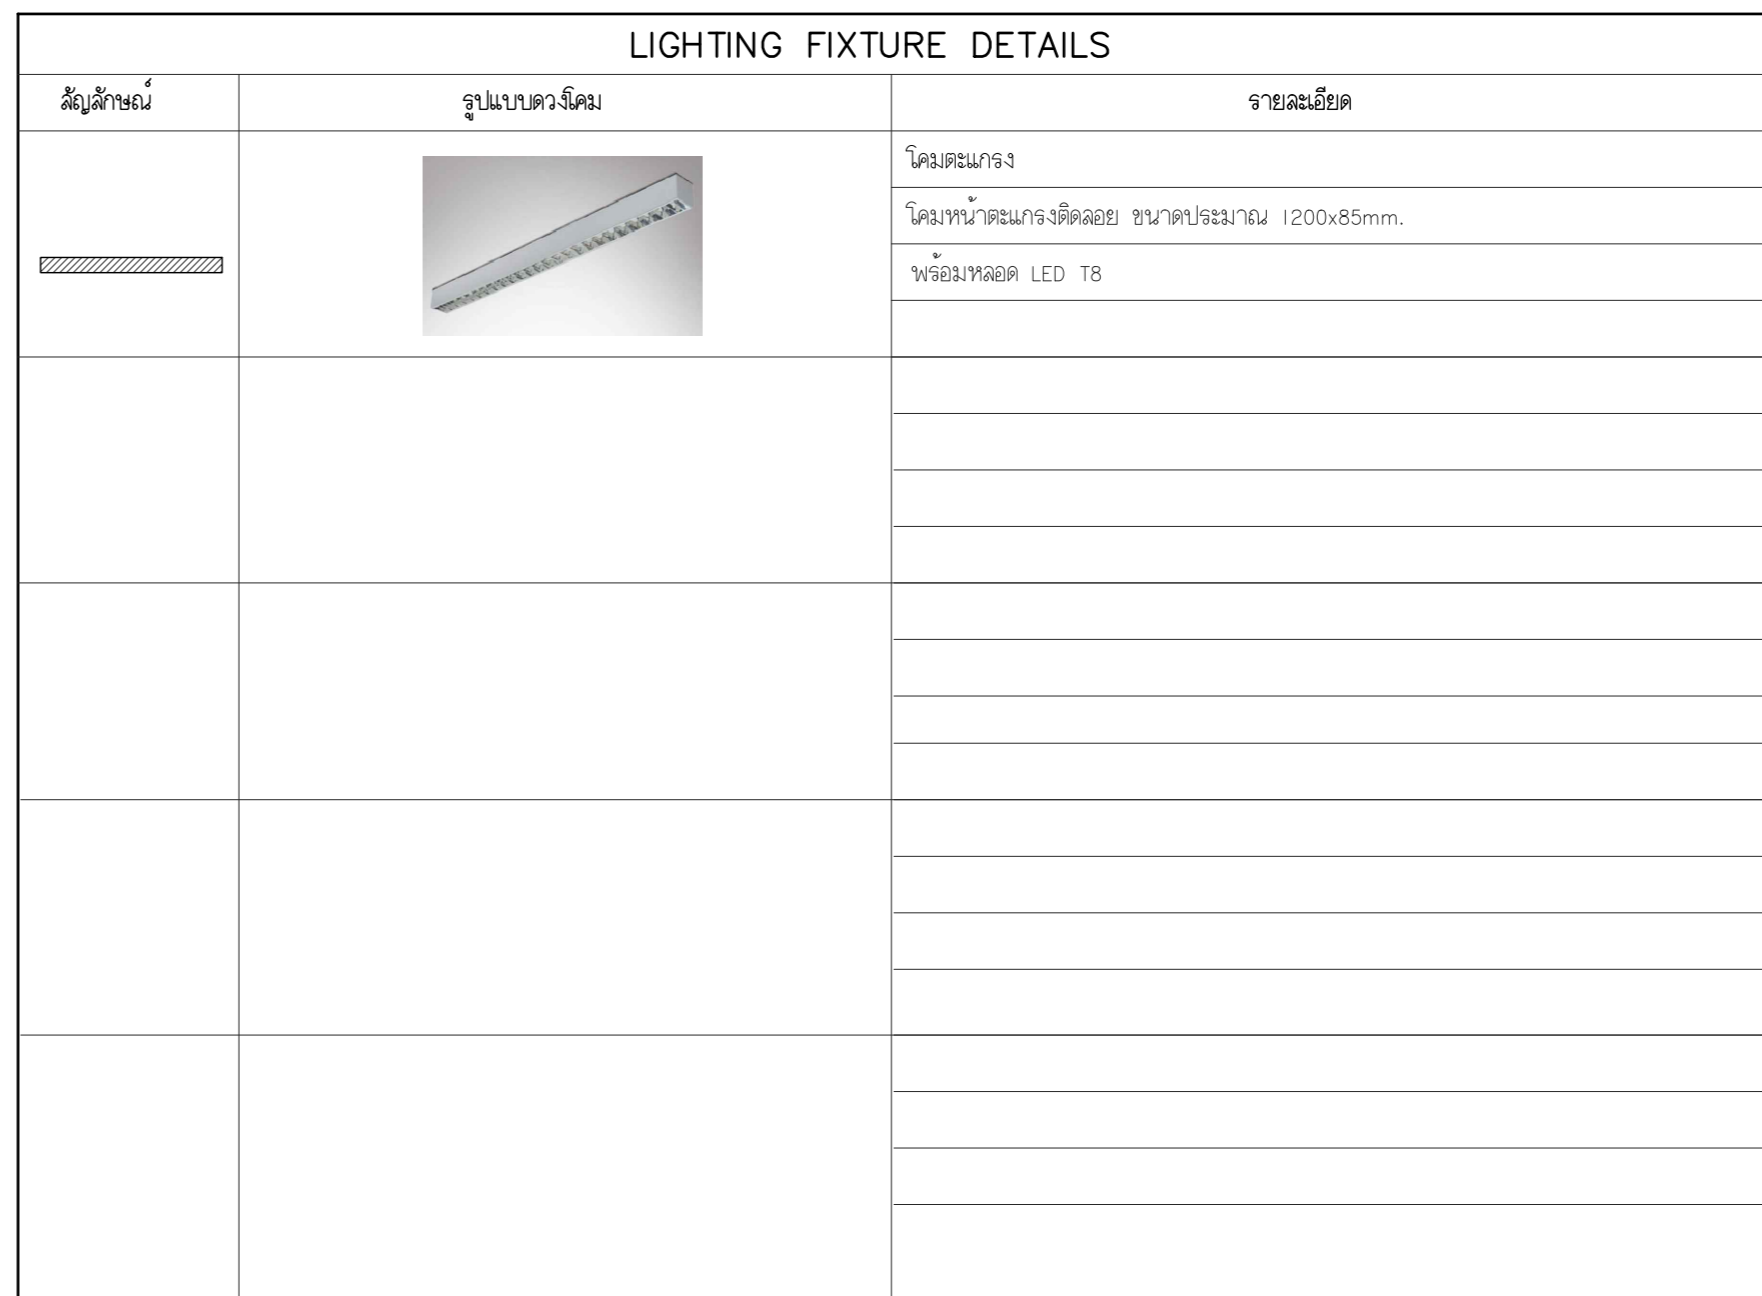 LIGHTING FIXTURE DETAILS
สัญลักษณ์ รูปแบบดวงโคม รายละเอียด
โคมตะแกรง
โคมหน้าตะแกรงติดลอย ขนาดประมาณ 1200x85mm.
พร้อมหลอด LED T8